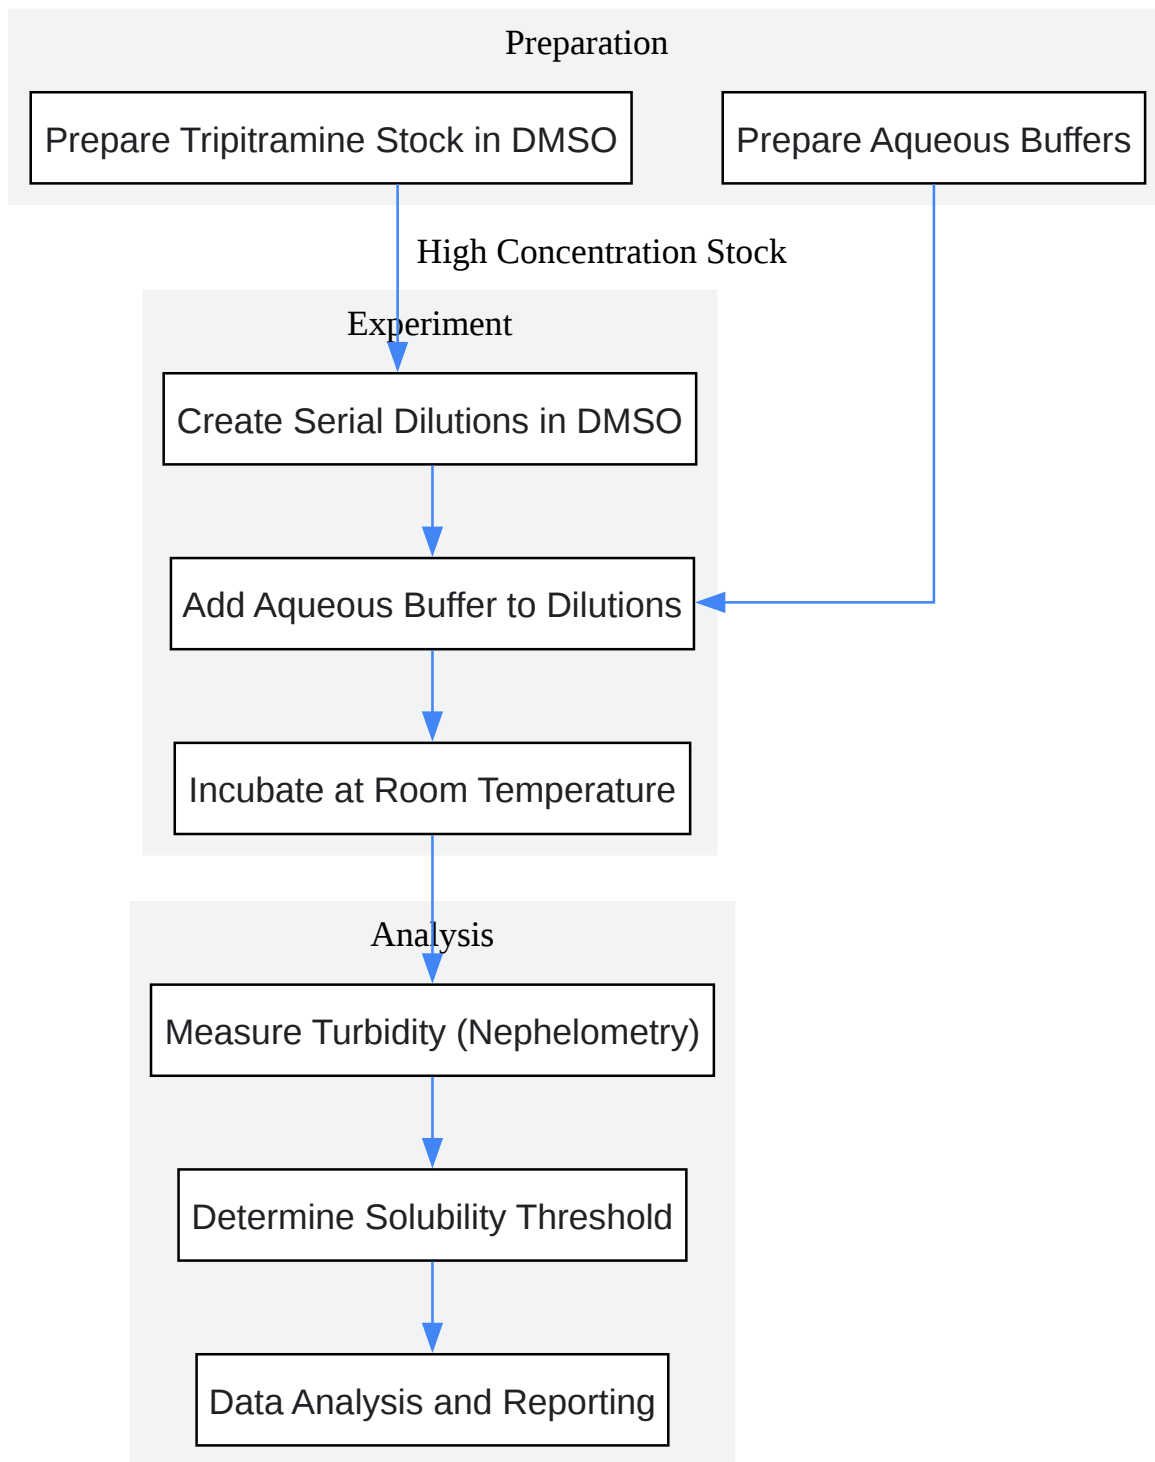 Preparation
Prepare Tripitramine Stock in DMSO
Prepare Aqueous Buffers
High Concentration Stock
Experiment
Create Serial Dilutions in DMSO
Add Aqueous Buffer to Dilutions
Incubate at Room Temperature
Analysis
Measure Turbidity (Nephelometry)
Determine Solubility Threshold
Data Analysis and Reporting